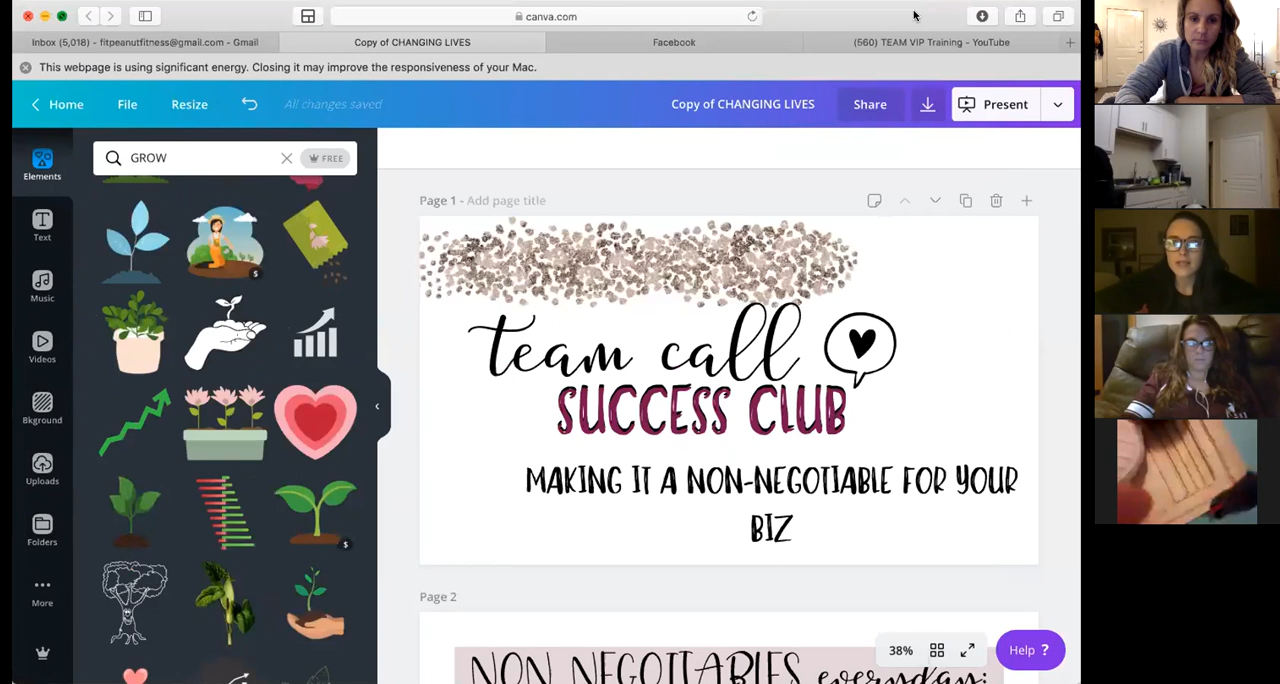 canva.com
Inbox (5,018) - fitpeanutfitness@gmail.com - Gmail
Copy of CHANGING LIVES
Facebook
(560) TEAM VIP Training - YouTube
This webpage is using significant energy. Closing it may improve the responsiveness of your Mac.
Home
File
Resize
All changes saved
Copy of CHANGING LIVES
Share
Present
Elements
Text
Music
Videos
Bkground
Uploads
Folders
More
GROW
FREE
$
$
Page 1 - Add page title
team call
SUCCESS CLUB
MAKING IT A NON-NEGOTIABLE FOR YOUR
BIZ
Page 2
NON NEGOTIABLES everyday:
38%
Help ?